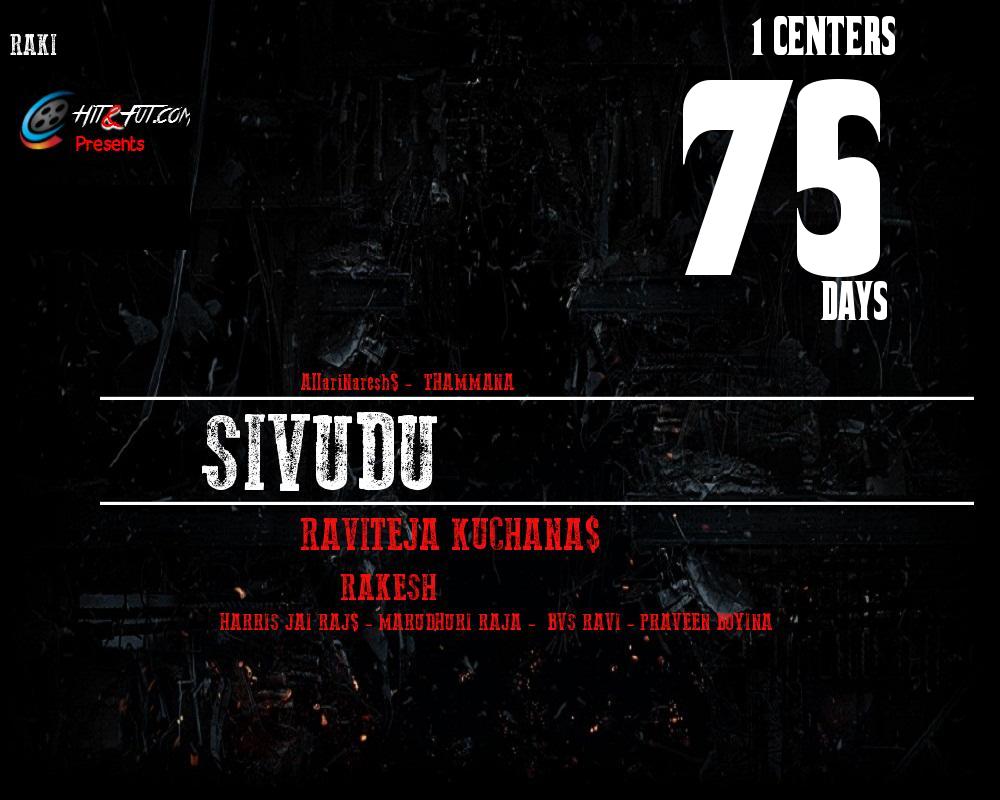 1 CENTERS
RAKI
75
HIT&FUT.COM
Presents
DAYS
AllariNaresh$ - THAMMANA
SIVUDU
RAVITEJA KUCHANA$
RAKESH
HARRIS JAI RAJ$ - MARUDHURI RAJA - BVS RAVI - PRAVEEN BOYINA